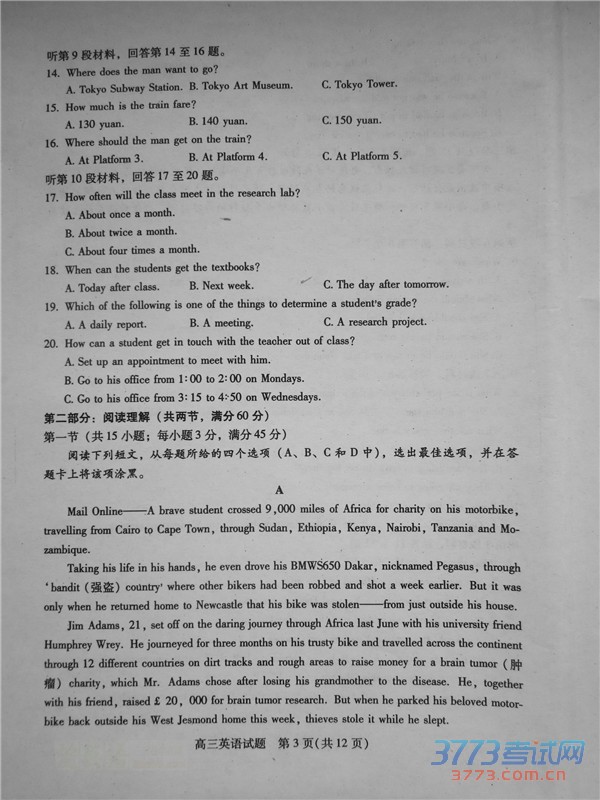 听第 9 段材料，回答第 14 至 16 题。
14. Where does the man want to go?
A. Tokyo Subway Station. B. Tokyo Art Museum. C. Tokyo Tower.
15. How much is the train fare?
A. 130 yuan. B. 140 yuan. C. 150 yuan.
16. Where should the man get on the train?
A. At Platform 3. B. At Platform 4. C. At Platform 5.
听第 10 段材料，回答 17 至 20 题。
17. How often will the class meet in the research lab?
A. About once a month.
B. About twice a month.
C. About four times a month.
18. When can the students get the textbooks?
A. Today after class. B. Next week. C. The day after tomorrow.
19. Which of the following is one of the things to determine a student's grade?
A. A daily report. B. A meeting. C. A research project.
20. How can a student get in touch with the teacher out of class?
A. Set up an appointment to meet with him.
B. Go to his office from 1:00 to 2:00 on Mondays.
C. Go to his office from 3:15 to 4:50 on Wednesdays.
第二部分：阅读理解（共两节，满分 60 分）
第一节（共 15 小题；每小题 3 分，满分 45 分）
阅读下列短文，从每题所给的四个选项（A、B、C 和 D 中），选出最佳选项，并在答
题卡上将该项涂黑。
A
Mail Online——A brave student crossed 9,000 miles of Africa for charity on his motorbike,
travelling from Cairo to Cape Town, through Sudan, Ethiopia, Kenya, Nairobi, Tanzania and Mo-
zambique.
Taking his life in his hands, he even drove his BMWS650 Dakar, nicknamed Pegasus, through
'bandit (强盗) country' where other bikers had been robbed and shot a week earlier. But it was
only when he returned home to Newcastle that his bike was stolen——from just outside his house.
Jim Adams, 21, set off on the daring journey through Africa last June with his university friend
Humphrey Wrey. He journeyed for three months on his trusty bike and travelled across the continent
through 12 different countries on dirt tracks and rough areas to raise money for a brain tumor (肿
瘤) charity, which Mr. Adams chose after losing his grandmother to the disease. He, together
with his friend, raised £ 20, 000 for brain tumor research. But when he parked his beloved motor-
bike back outside his West Jesmond home this week, thieves stole it while he slept.
高三英语试题 第 3 页(共 12 页)
3773考试网
3773.com.cn